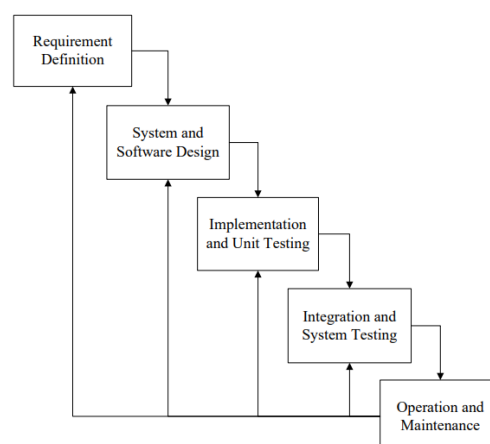 Requirement
Definition
System and
Software Design
Implementation
and Unit Testing
Integration and
System Testing
Operation and
Maintenance